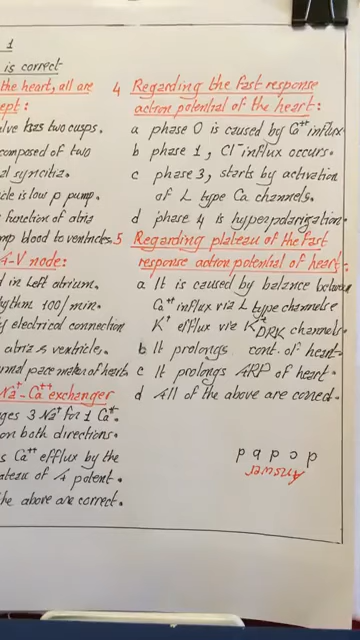 1
is correct
the heart, all are
ept:
lve has two cusps.
composed of two
al syncitia.
cle is low p pump.
function of atria
mp blood to ventricles.
A-V node:
d in Left atrium.
hythm 100/min.
y electrical connection
atria & ventricles.
rmal pacemaker of heart.
Na⁺-Ca⁺⁺ exchanger
ges 3 Na⁺ for 1 Ca⁺⁺.
on both directions.
s Ca⁺⁺ efflux by the
ateau of A potent.
the above are correct.
4 Regarding the fast response
action potential of the heart:
a phase 0 is caused by Ca⁺⁺ influx
b phase 1, Cl⁻ influx occurs.
c phase 3, starts by activation
of L type Ca channels.
d phase 4 is hyperpolarization.
5 Regarding plateau of the fast
response action potential of heart:
a It is caused by balance between
Ca⁺⁺ influx via L type channels &
K⁺ efflux via K⁺ DRK channels.
b It prolongs cont. of heart
c It prolongs ARP of heart.
d All of the above are correct.
Answer
d c d a b d